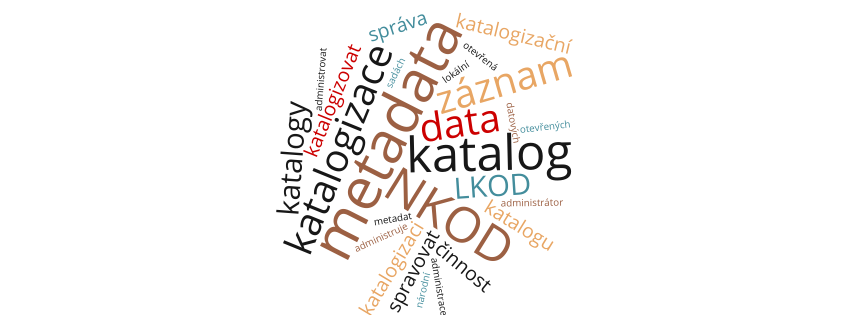 správa
katalogizační
otevřená
administrovat
katalogizovat
sadách
lokální
metadata
katalogizace
záznam
katalogy
data
datových
otevřených
katalog
NKOD
LKOD
administrátor
katalogu
metadat
administruje
katalogizaci
spravovat
činnost
národní
administrace